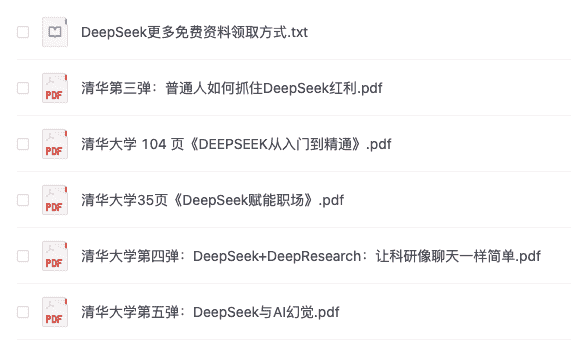 DeepSeek更多免费资料领取方式.txt
PDF 清华第三弹：普通人如何抓住DeepSeek红利.pdf
PDF 清华大学 104 页《DEEPSEEK从入门到精通》.pdf
PDF 清华大学35页《DeepSeek赋能职场》.pdf
PDF 清华大学第四弹：DeepSeek+DeepResearch：让科研像聊天一样简单.pdf
PDF 清华大学第五弹：DeepSeek与AI幻觉.pdf